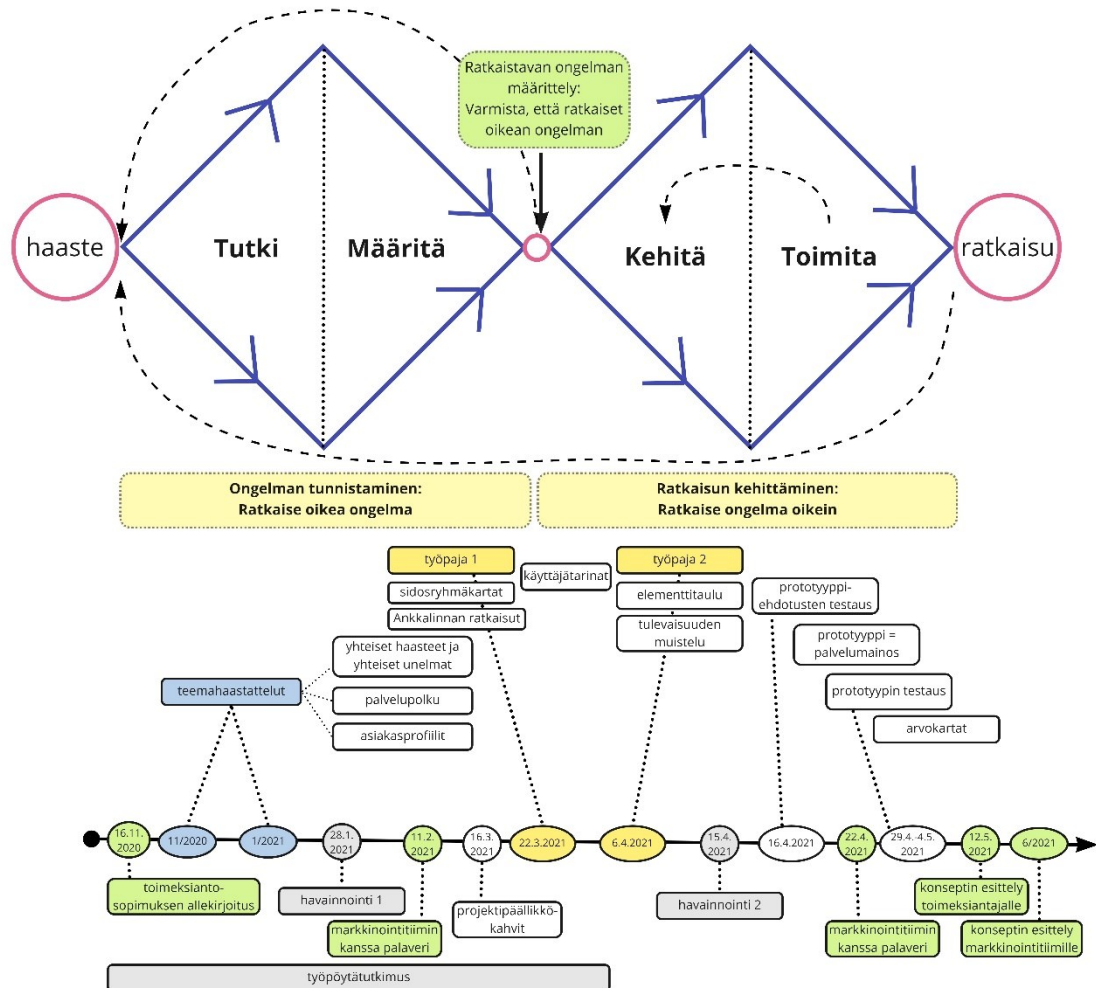 Ratkaistavan ongelman
määrittely:
Varmista, että ratkaiset
oikean ongelman
haaste
Tutki
Määritä
Kehitä
Toimita
ratkaisu
Ongelman tunnistaminen:
Ratkaise oikea ongelma
Ratkaisun kehittäminen:
Ratkaise ongelma oikein
työpaja 1
sidosryhmäkartat
Ankkalinnan ratkaisut
käyttäjätarinat
työpaja 2
elementtitaulu
tulevaisuuden
muistelu
prototyyppi-
ehdotusten testaus
prototyyppi =
palvelumainos
prototyypin testaus
arvokartat
yhteiset haasteet ja
yhteiset unelmat
teemahaastattelut
palvelupolku
asiakasprofiilit
16.11.
2020
11/2020
1/2021
28.1.
2021
11.2.
2021
16.3.
2021
22.3.2021
6.4.2021
15.4.
2021
16.4.2021
22.4.
2021
29.4.-4.5.
2021
12.5.
2021
6/2021
toimeksianto-
sopimuksen allekirjoitus
havainnointi 1
markkinointitiimin
kanssa palaveri
projektipäällikkö-
kahvit
havainnointi 2
markkinointitiimin
kanssa palaveri
konseptin esittely
toimeksiantajalle
konseptin esittely
markkinointitiimille
työpöytätutkimus